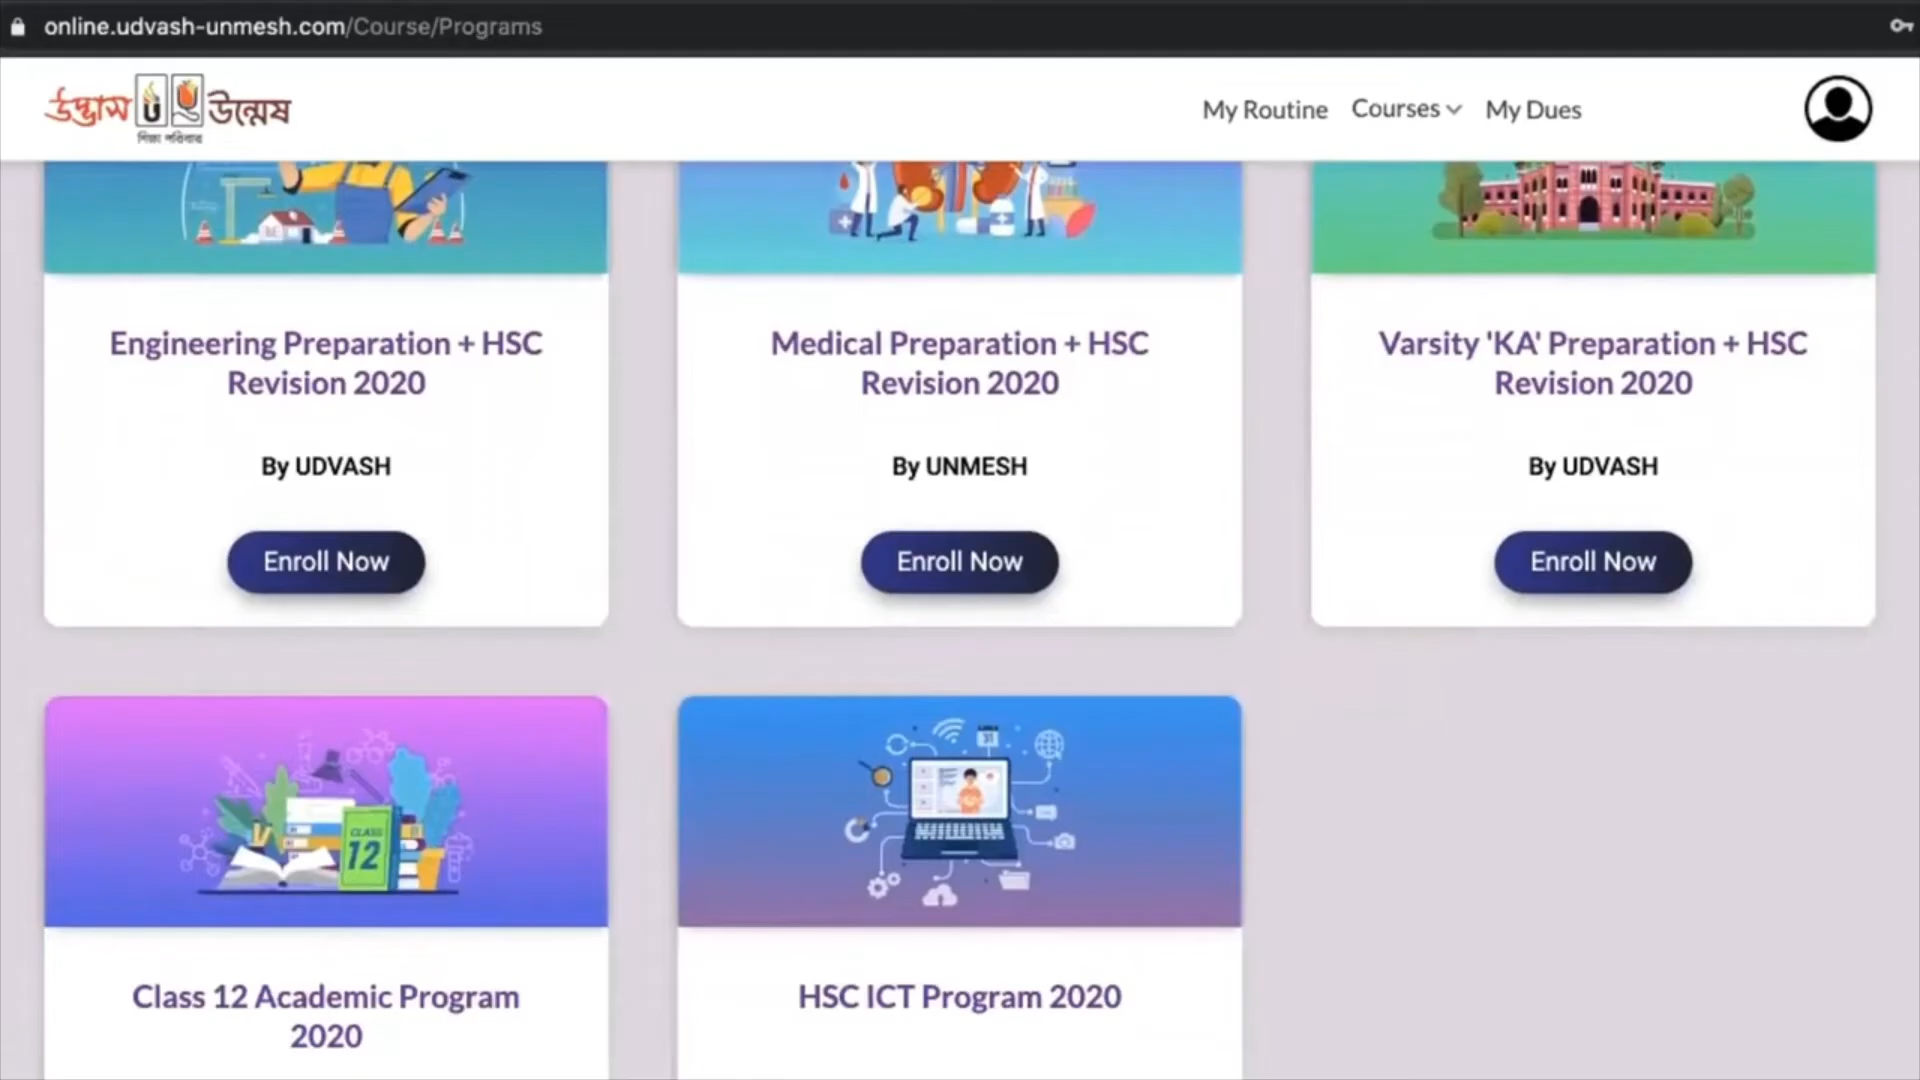 online.udvash-unmesh.com/Course/Programs
উদ্ভাস উন্মেষ
শিক্ষা পরিবার
My Routine Courses My Dues
Engineering Preparation + HSC
Revision 2020
By UDVASH
Enroll Now
Medical Preparation + HSC
Revision 2020
By UNMESH
Enroll Now
Varsity 'KA' Preparation + HSC
Revision 2020
By UDVASH
Enroll Now
CLASS
12
Class 12 Academic Program
2020
31
HSC ICT Program 2020